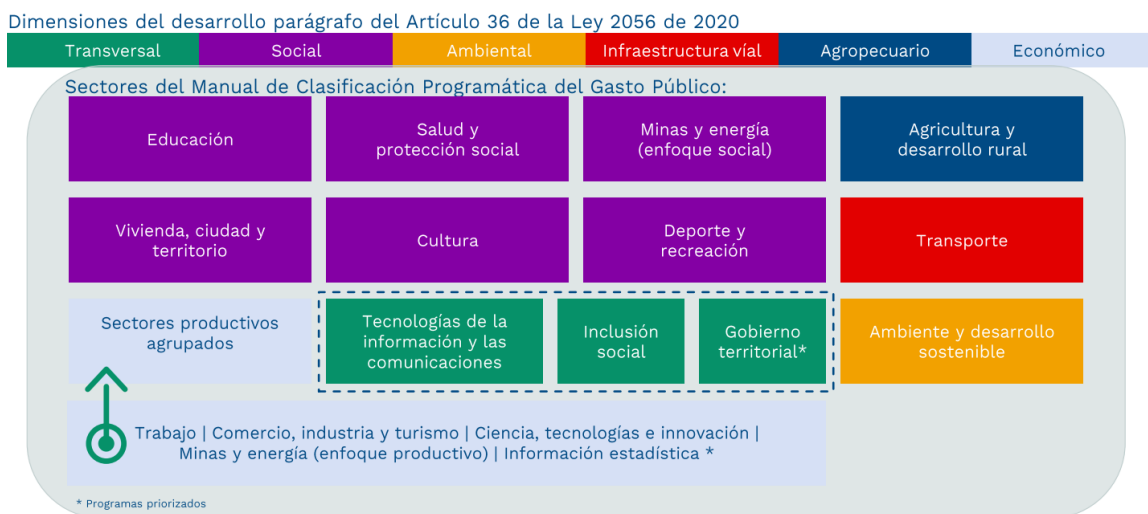 Dimensiones del desarrollo parágrafo del Artículo 36 de la Ley 2056 de 2020
Transversal
Social
Ambiental
Infraestructura víal
Agropecuario
Económico
Sectores del Manual de Clasificación Programática del Gasto Público:
Educación
Salud y
protección social
Minas y energía
(enfoque social)
Agricultura y
desarrollo rural
Vivienda, ciudad y
territorio
Cultura
Deporte y
recreación
Transporte
Sectores productivos
agrupados
Tecnologías de la
información y las
comunicaciones
Inclusión
social
Gobierno
territorial*
Ambiente y desarrollo
sostenible
Trabajo | Comercio, industria y turismo | Ciencia, tecnologías e innovación |
Minas y energía (enfoque productivo) | Información estadística *
* Programas priorizados